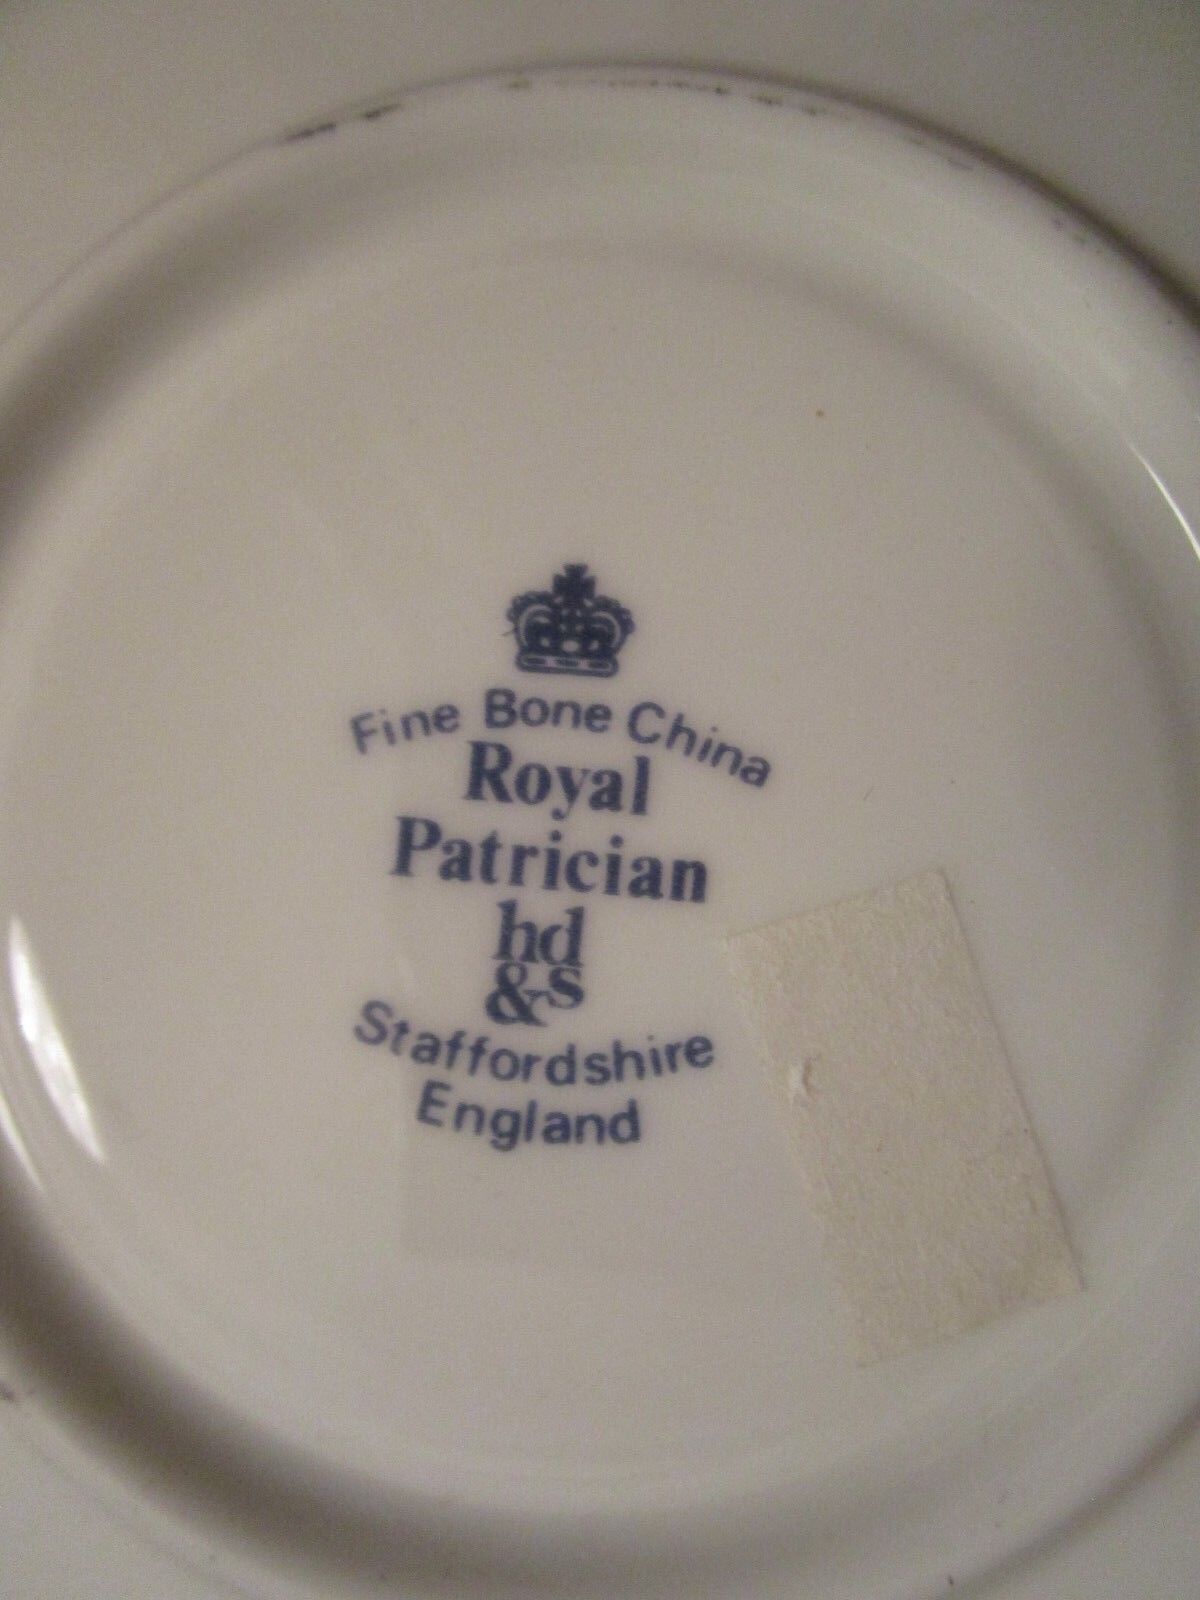 Fine Bone China
Royal
Patrician
hd
&s
Staffordshire
England